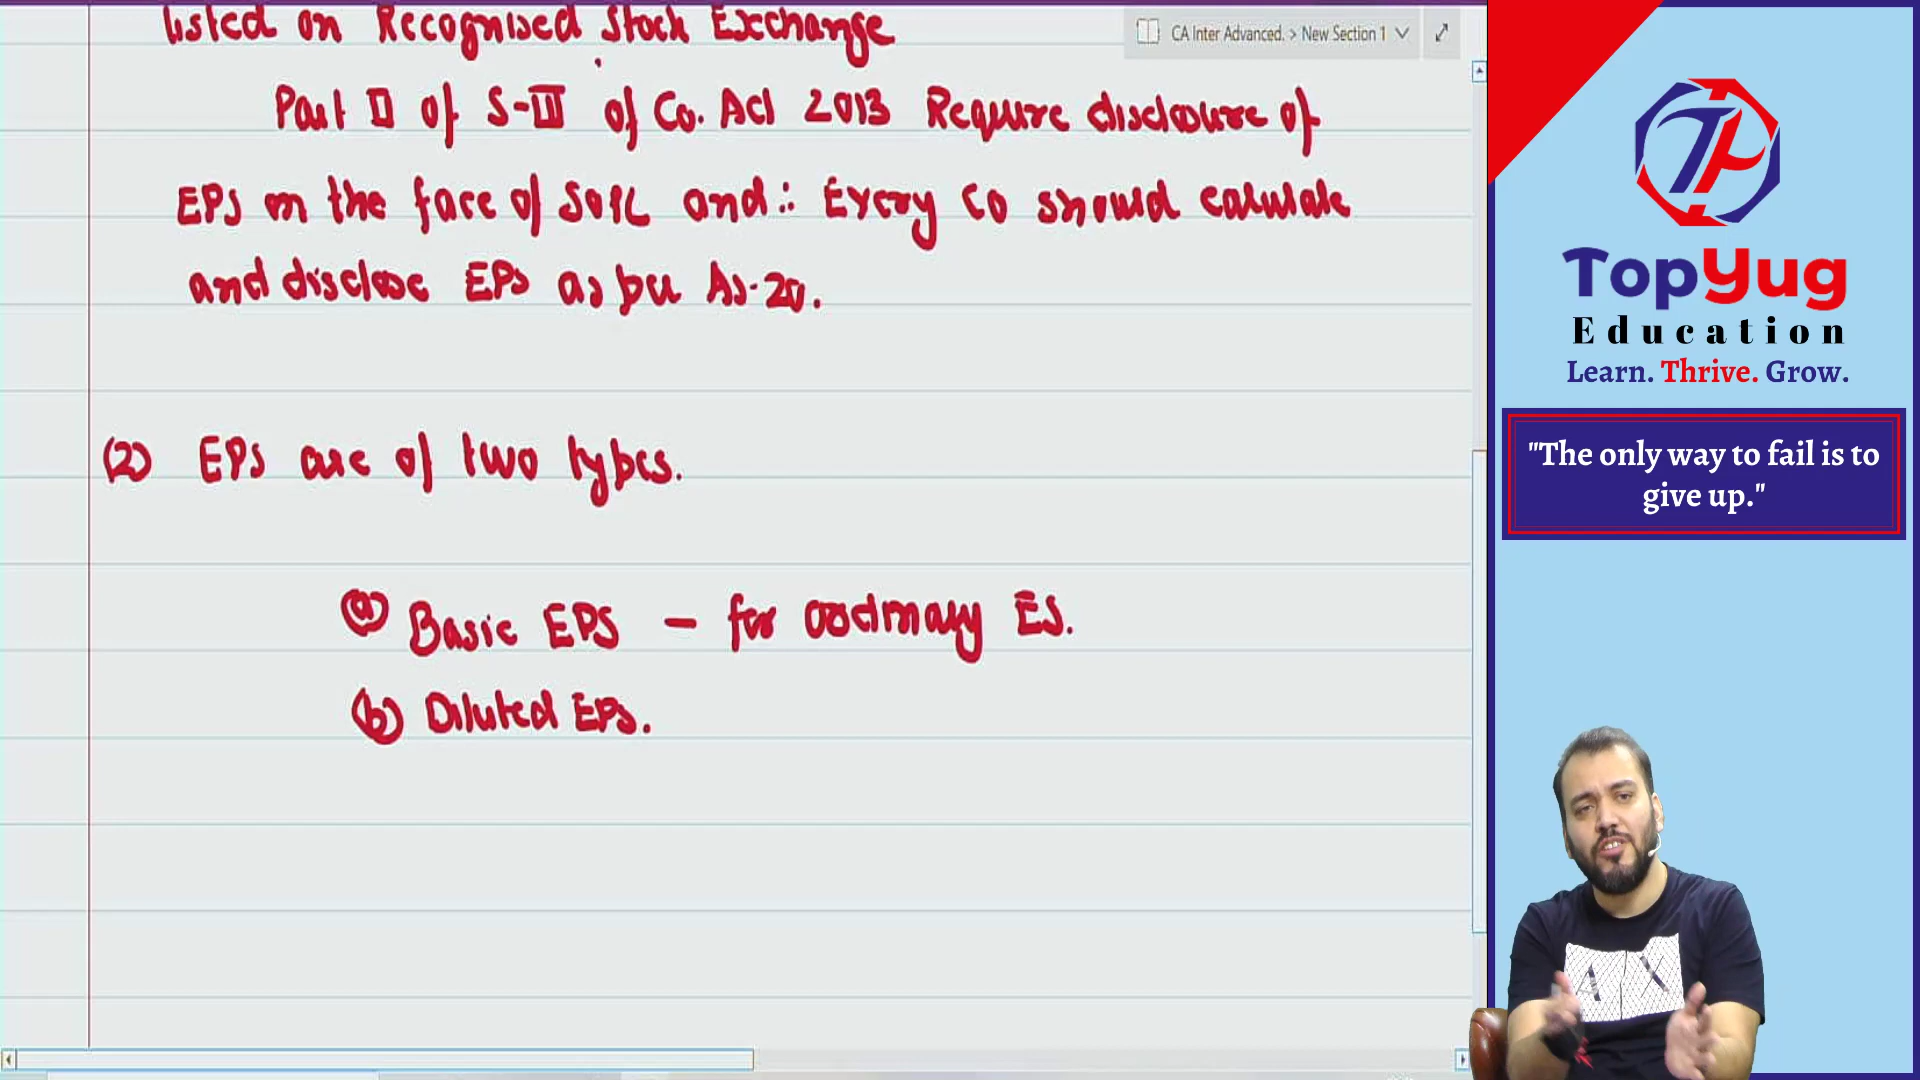 listed on Recognised Stock Exchange
CA Inter Advanced. > New Section 1
Part II of S-III of Co. Act 2013 Require disclosure of
EPS on the face of SoPL and ∴ Every Co should calculate
and disclose EPS as per AS-20.
(2) EPS are of two types.
(a) Basic EPS – for ordinary ES.
(b) Diluted EPS.
TopYug
Education
Learn. Thrive. Grow.
"The only way to fail is to
give up."
A X